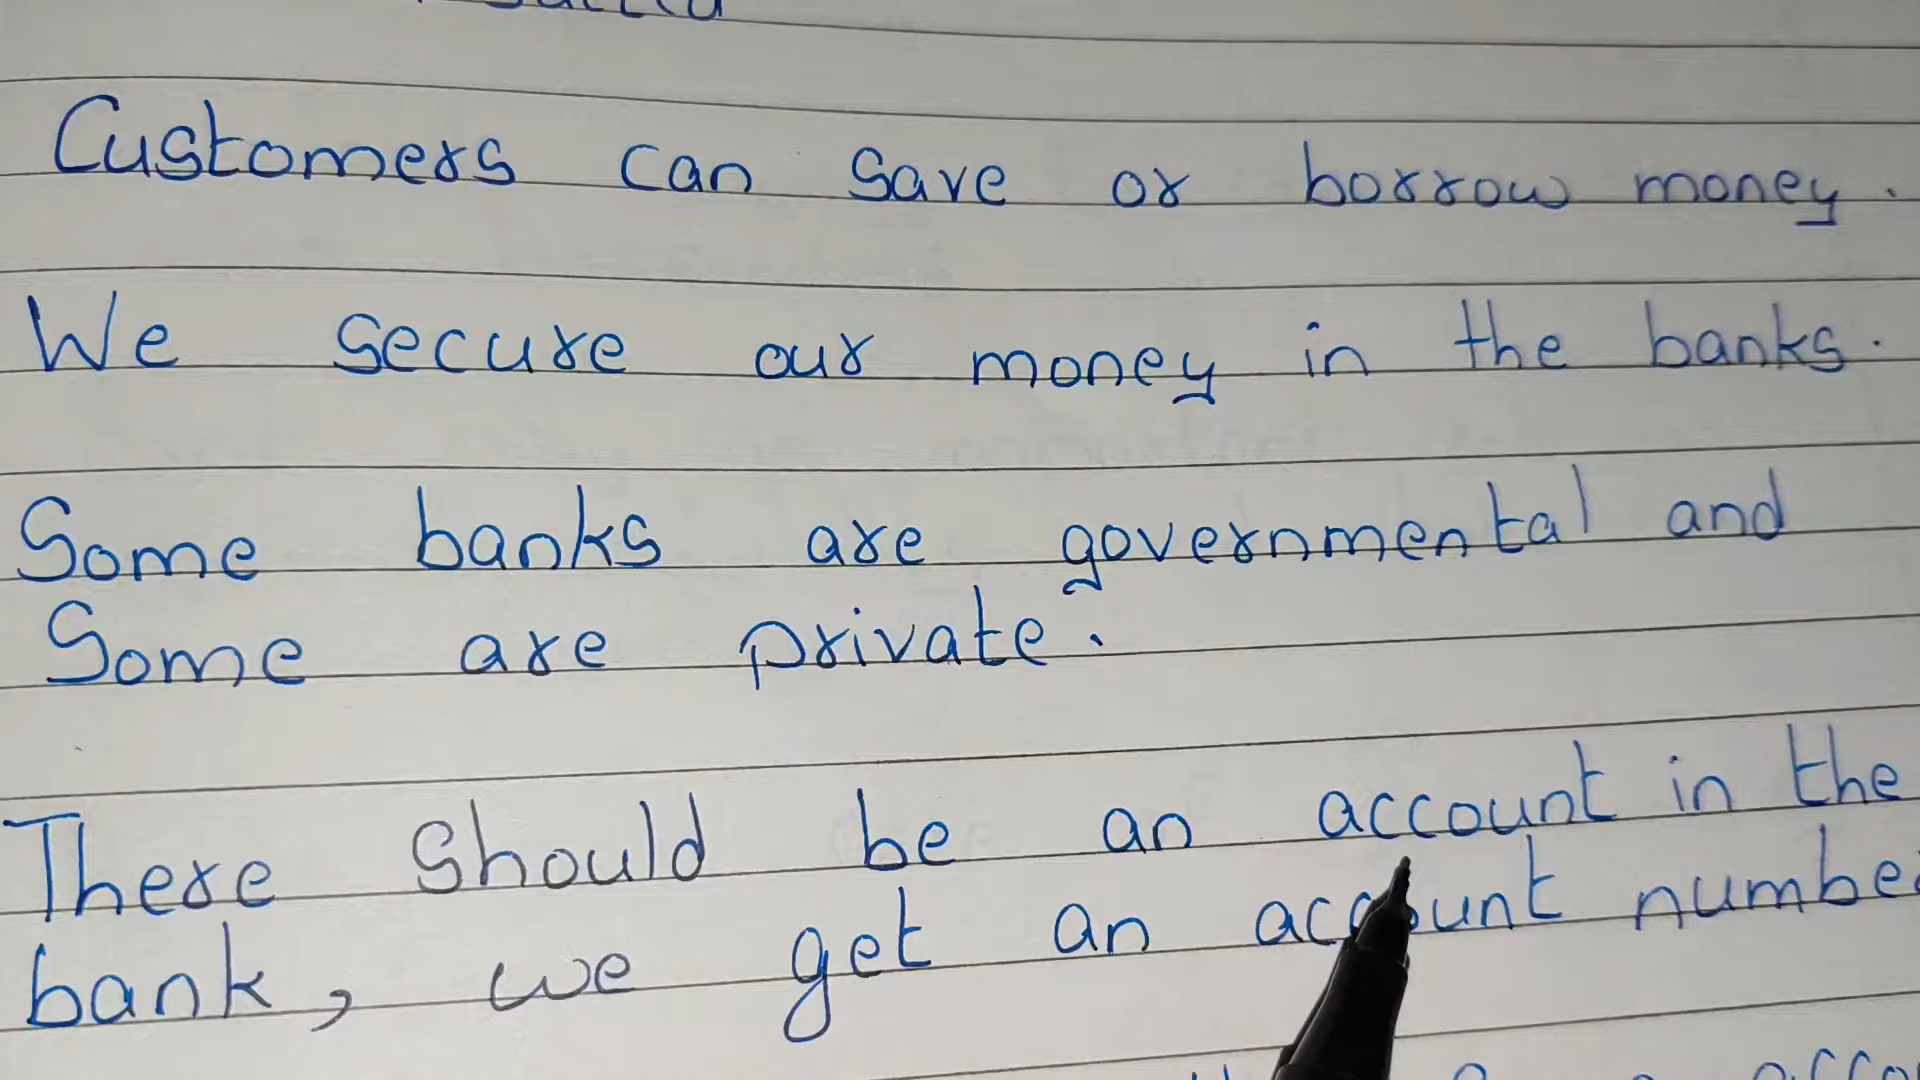 Customers can save or borrow money.
We secure our money in the banks.
Some banks are governmental and
Some are private.
There should be an account in the
bank, we get an account number